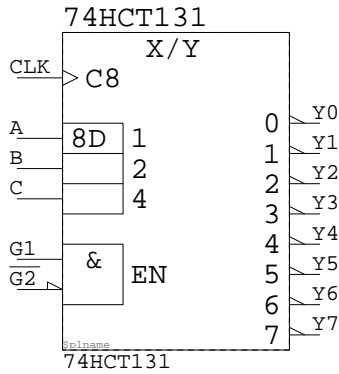 74HCT131
X/Y
CLK C8
A 8D 1
B 2
C 4
G1 & EN
G2
0 Y0
1 Y1
2 Y2
3 Y3
4 Y4
5 Y5
6 Y6
7 Y7
$plname
74HCT131